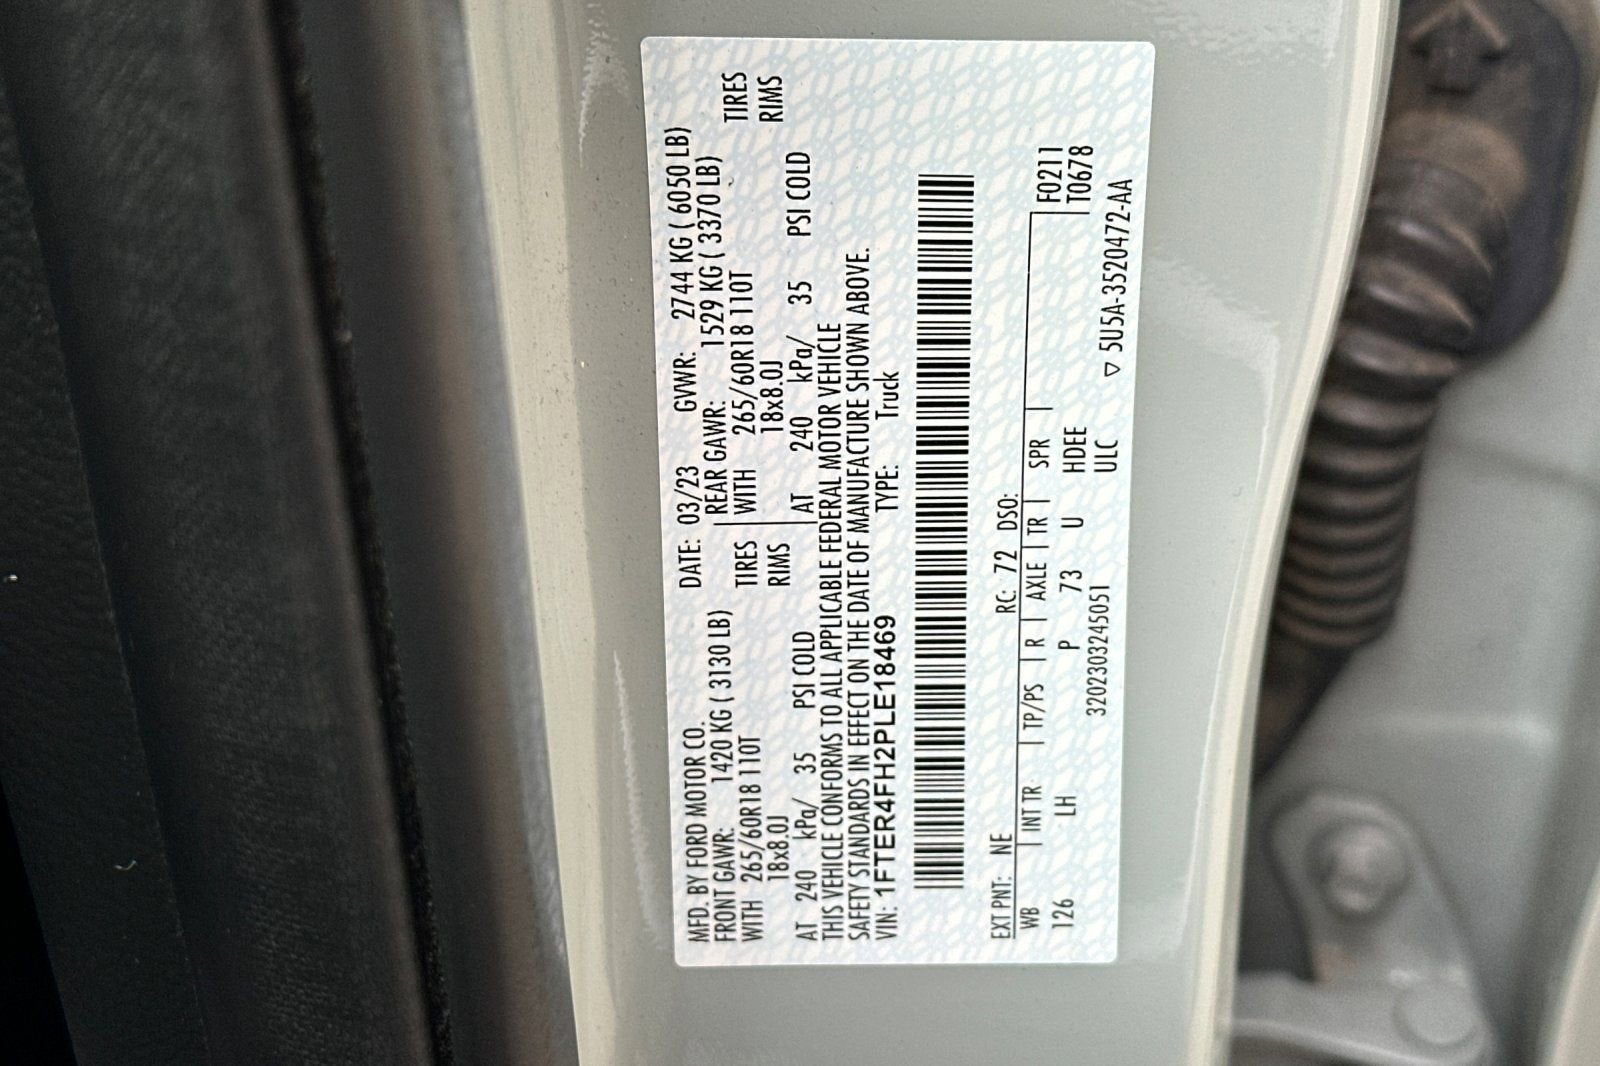 MFD. BY FORD MOTOR CO. DATE: 03/23 GVWR: 2744 KG ( 6050 LB)
FRONT GAWR: 1420 KG ( 3130 LB) REAR GAWR: 1529 KG ( 3370 LB)
WITH 265/60R18 110T TIRES WITH 265/60R18 110T TIRES
18x8.0J RIMS 18x8.0J RIMS
AT 240 kPa/ 35 PSI COLD AT 240 kPa/ 35 PSI COLD
THIS VEHICLE CONFORMS TO ALL APPLICABLE FEDERAL MOTOR VEHICLE
SAFETY STANDARDS IN EFFECT ON THE DATE OF MANUFACTURE SHOWN ABOVE.
VIN: 1FTER4FH2PLE18469 TYPE: Truck
EXT PNT: NE RC: 72 DSO:
WB INT TR TP/PS R AXLE TR SPR F0211
126 LH P 73 U HDEE T0678
3202303245051 ULC
▽ 5U5A-3520472-AA